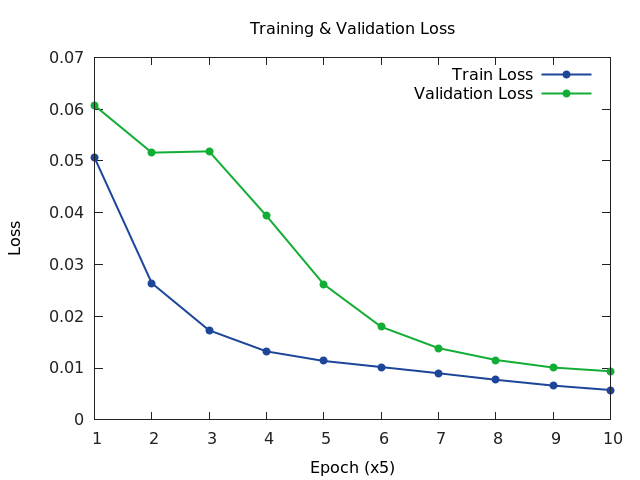 Training & Validation Loss
Train Loss
Validation Loss
0.07
0.06
0.05
0.04
0.03
0.02
0.01
0
Loss
1 2 3 4 5 6 7 8 9 10
Epoch (x5)